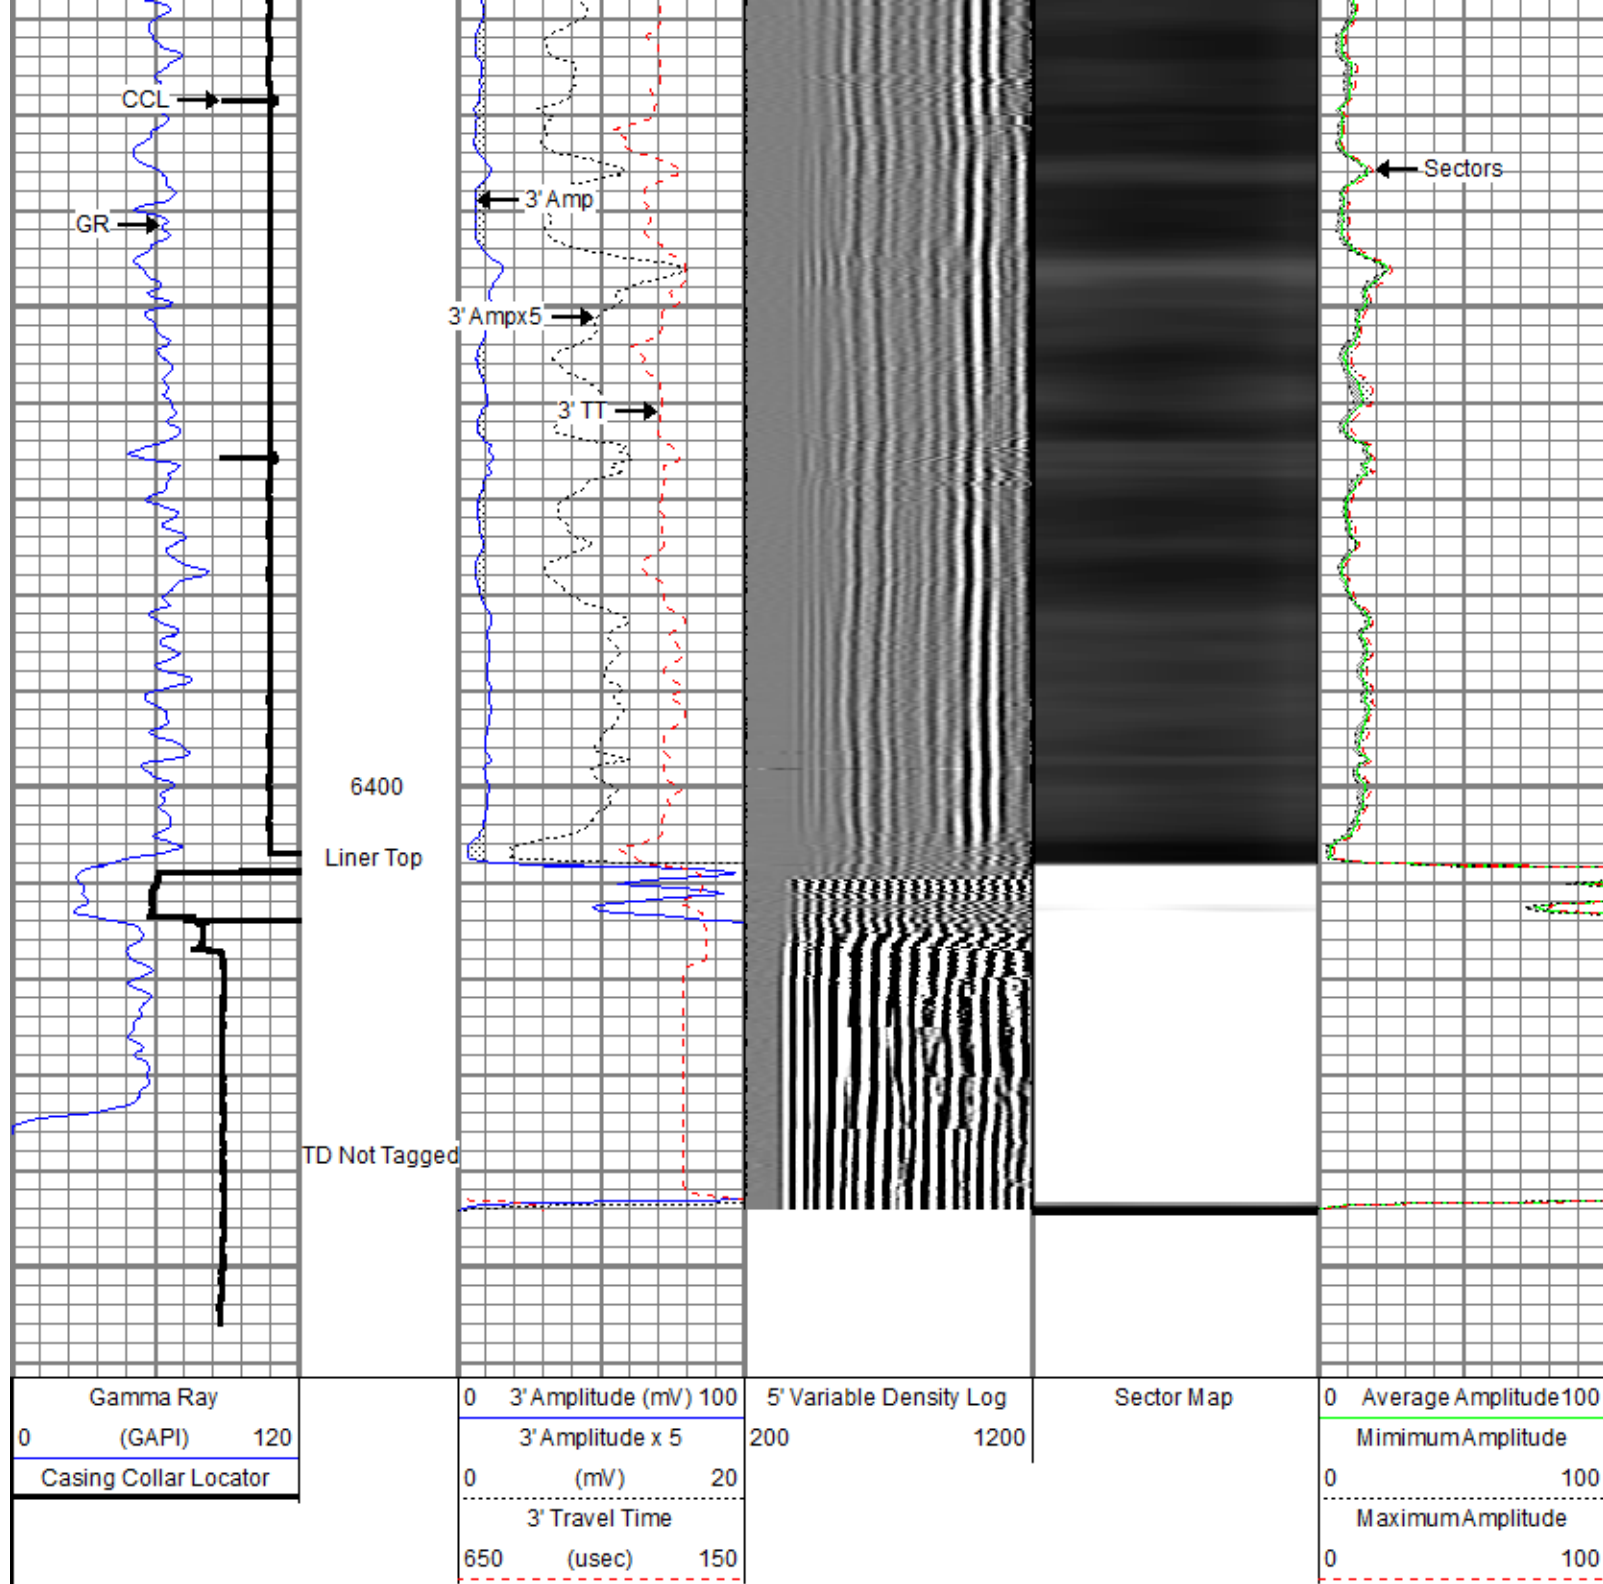 CCL
Sectors
3' Amp
GR
3' Ampx5
3' TT
6400
Liner Top
TD Not Tagged
Gamma Ray
0 (GAPI) 120
Casing Collar Locator
0 3' Amplitude (mV) 100
3' Amplitude x 5
0 (mV) 20
3' Travel Time
650 (usec) 150
5' Variable Density Log
200 1200
Sector Map
0 Average Amplitude 100
Mimimum Amplitude
0 100
Maximum Amplitude
0 100